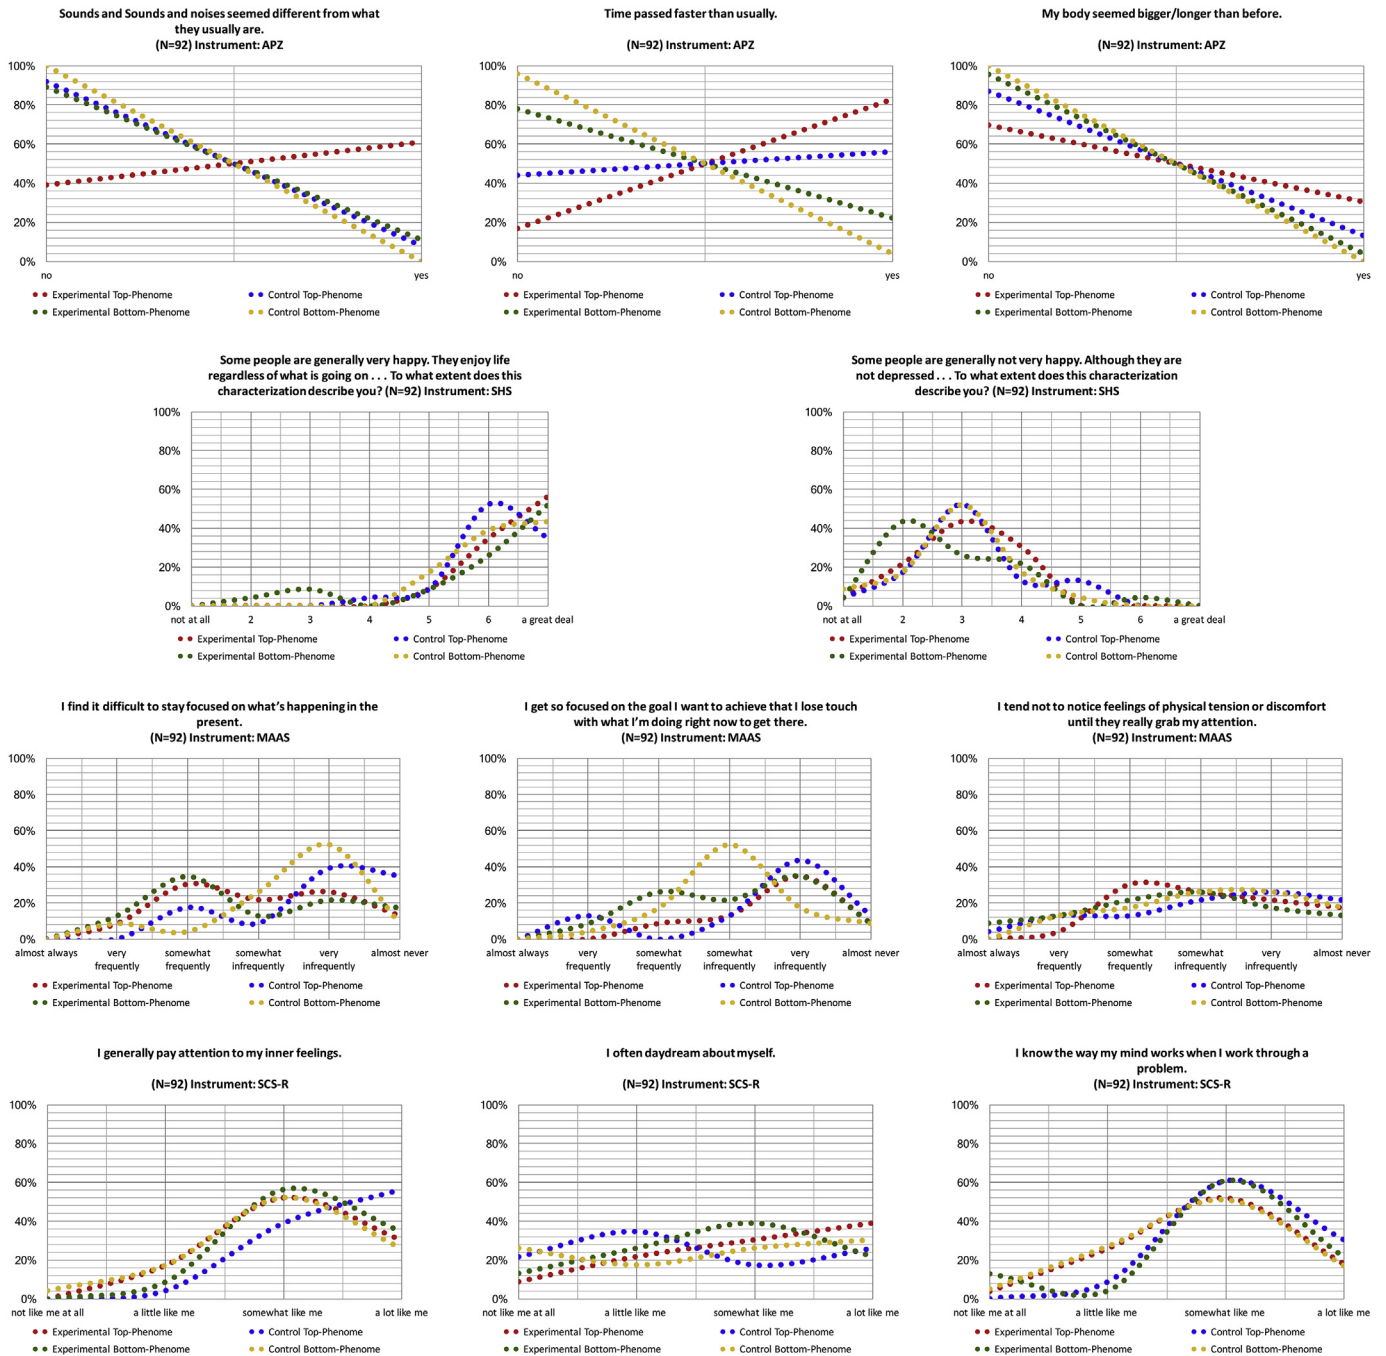 Sounds and Sounds and noises seemed different from what
they usually are.
(N=92) Instrument: APZ
100%
80%
60%
40%
20%
0%
no
yes
Experimental Top-Phenome
Control Top-Phenome
Experimental Bottom-Phenome
Control Bottom-Phenome
Time passed faster than usually.
(N=92) Instrument: APZ
100%
80%
60%
40%
20%
0%
no
yes
Experimental Top-Phenome
Control Top-Phenome
Experimental Bottom-Phenome
Control Bottom-Phenome
My body seemed bigger/longer than before.
(N=92) Instrument: APZ
100%
80%
60%
40%
20%
0%
no
yes
Experimental Top-Phenome
Control Top-Phenome
Experimental Bottom-Phenome
Control Bottom-Phenome
Some people are generally very happy. They enjoy life
regardless of what is going on . . . To what extent does this
characterization describe you? (N=92) Instrument: SHS
100%
80%
60%
40%
20%
0%
not at all 2 3 4 5 6 a great deal
Experimental Top-Phenome
Control Top-Phenome
Experimental Bottom-Phenome
Control Bottom-Phenome
Some people are generally not very happy. Although they are
not depressed . . . To what extent does this characterization
describe you? (N=92) Instrument: SHS
100%
80%
60%
40%
20%
0%
not at all 2 3 4 5 6 a great deal
Experimental Top-Phenome
Control Top-Phenome
Experimental Bottom-Phenome
Control Bottom-Phenome
I find it difficult to stay focused on what's happening in the
present.
(N=92) Instrument: MAAS
100%
80%
60%
40%
20%
0%
almost always very somewhat somewhat very almost never
frequently frequently infrequently infrequently
Experimental Top-Phenome
Control Top-Phenome
Experimental Bottom-Phenome
Control Bottom-Phenome
I get so focused on the goal I want to achieve that I lose touch
with what I'm doing right now to get there.
(N=92) Instrument: MAAS
100%
80%
60%
40%
20%
0%
almost always very somewhat somewhat very almost never
frequently frequently infrequently infrequently
Experimental Top-Phenome
Control Top-Phenome
Experimental Bottom-Phenome
Control Bottom-Phenome
I tend not to notice feelings of physical tension or discomfort
until they really grab my attention.
(N=92) Instrument: MAAS
100%
80%
60%
40%
20%
0%
almost always very somewhat somewhat very almost never
frequently frequently infrequently infrequently
Experimental Top-Phenome
Control Top-Phenome
Experimental Bottom-Phenome
Control Bottom-Phenome
I generally pay attention to my inner feelings.
(N=92) Instrument: SCS-R
100%
80%
60%
40%
20%
0%
not like me at all a little like me somewhat like me a lot like me
Experimental Top-Phenome
Control Top-Phenome
Experimental Bottom-Phenome
Control Bottom-Phenome
I often daydream about myself.
(N=92) Instrument: SCS-R
100%
80%
60%
40%
20%
0%
not like me at all a little like me somewhat like me a lot like me
Experimental Top-Phenome
Control Top-Phenome
Experimental Bottom-Phenome
Control Bottom-Phenome
I know the way my mind works when I work through a
problem.
(N=92) Instrument: SCS-R
100%
80%
60%
40%
20%
0%
not like me at all a little like me somewhat like me a lot like me
Experimental Top-Phenome
Control Top-Phenome
Experimental Bottom-Phenome
Control Bottom-Phenome